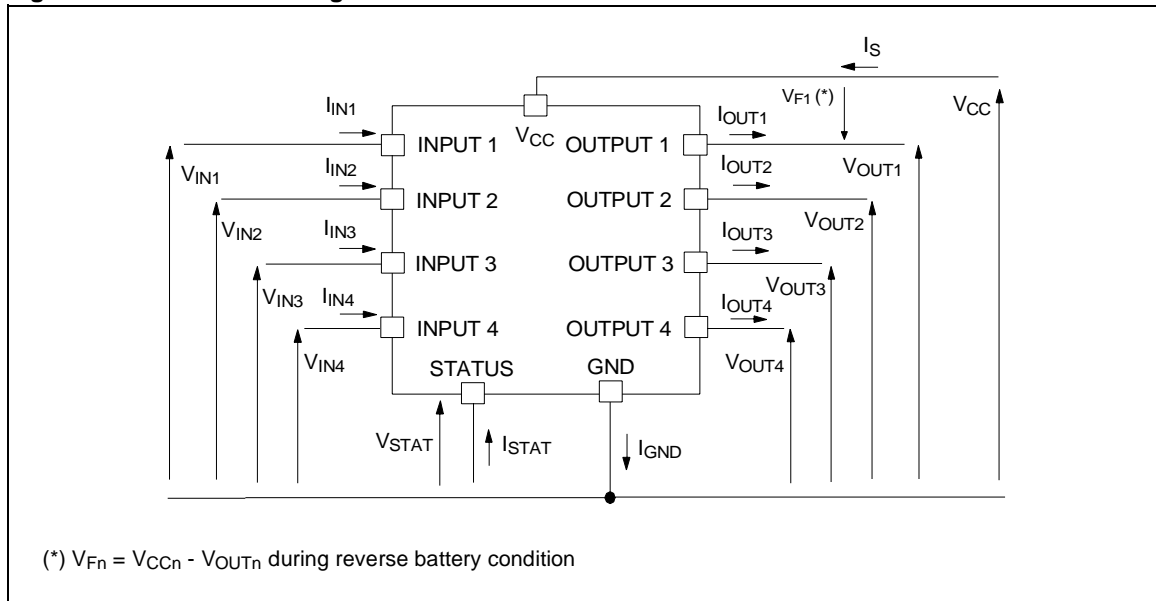 IS
VF1 (*)
VCC
IIN1
VCC
IOUT1
INPUT 1
OUTPUT 1
VIN1
IIN2
IOUT2
VOUT1
INPUT 2
OUTPUT 2
VIN2
IIN3
IOUT3
VOUT2
INPUT 3
OUTPUT 3
VIN3
IIN4
IOUT4
VOUT3
INPUT 4
OUTPUT 4
VIN4
STATUS
GND
VOUT4
VSTAT
ISTAT
IGND
(*) VFn = VCCn - VOUTn during reverse battery condition